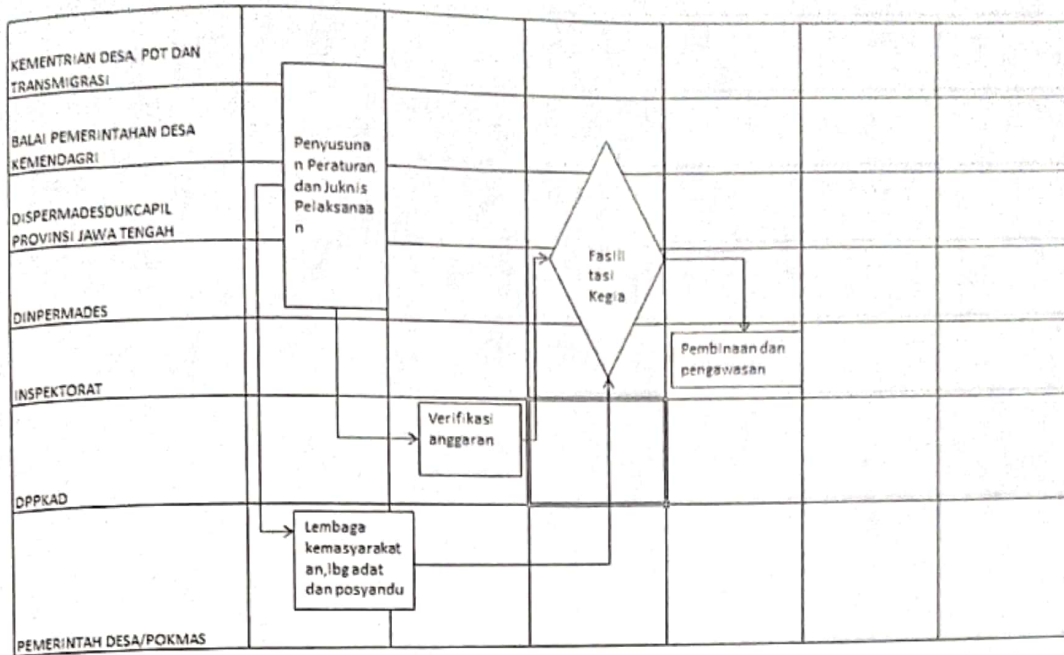 KEMENTRIAN DESA, PDT DAN
TRANSMIGRASI
BALAI PEMERINTAHAN DESA
KEMENDAGRI
DISPERMADESDUKCAPIL
PROVINSI JAWA TENGAH
DINPERMADES
INSPEKTORAT
DPPKAD
PEMERINTAH DESA/POKMAS
Penyusuna
n Peraturan
dan Juknis
Pelaksanaa
n
Verifikasi
anggaran
Lembaga
kemasyarakat
an,lbg adat
dan posyandu
Fasili
tasi
Kegia
Pembinaan dan
pengawasan